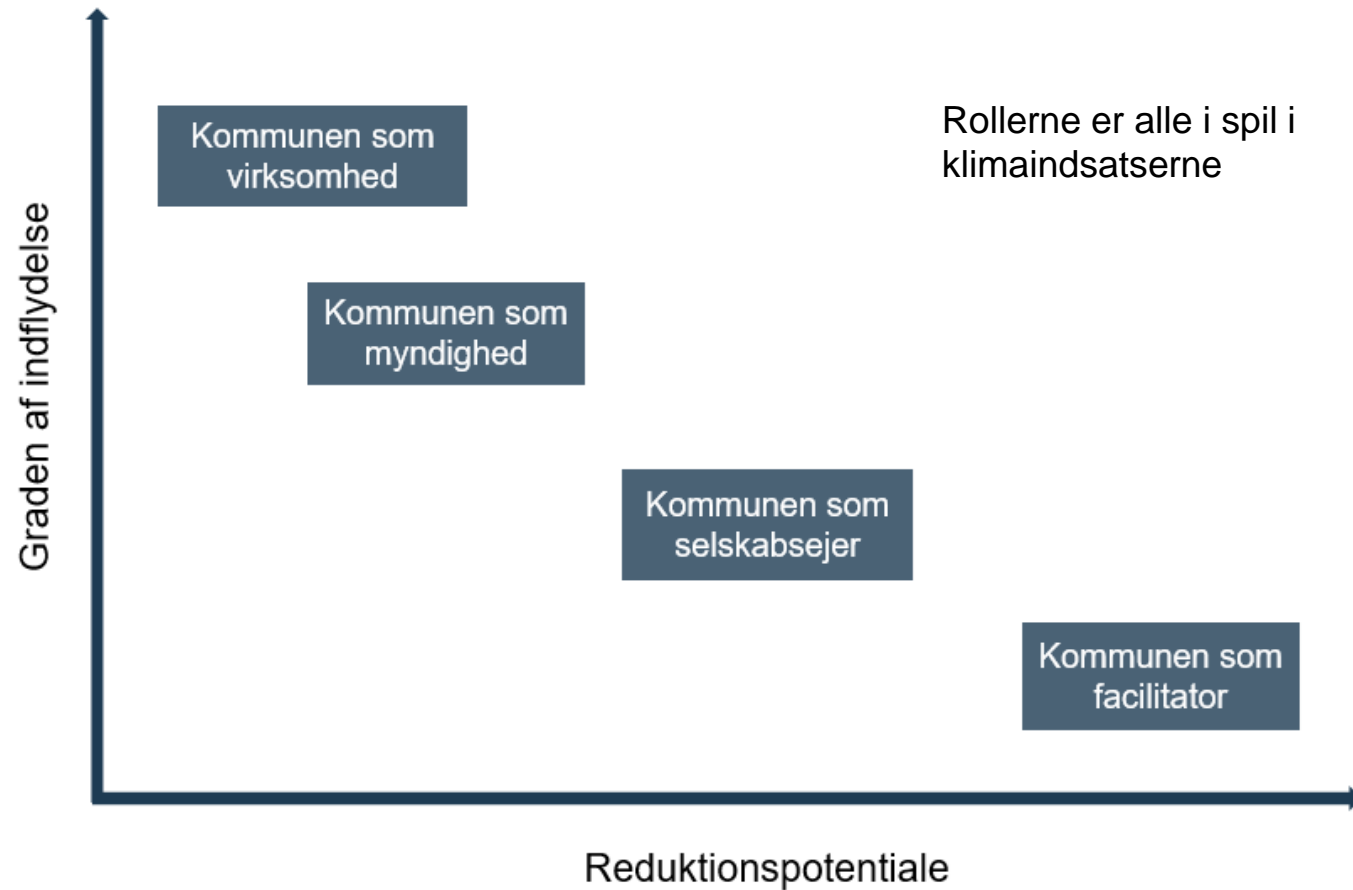 Graden af indflydelse
Kommunen som
virksomhed
Rollerne er alle i spil i
klimaindsatserne
Kommunen som
myndighed
Kommunen som
selskabsejer
Kommunen som
facilitator
Reduktionspotentiale